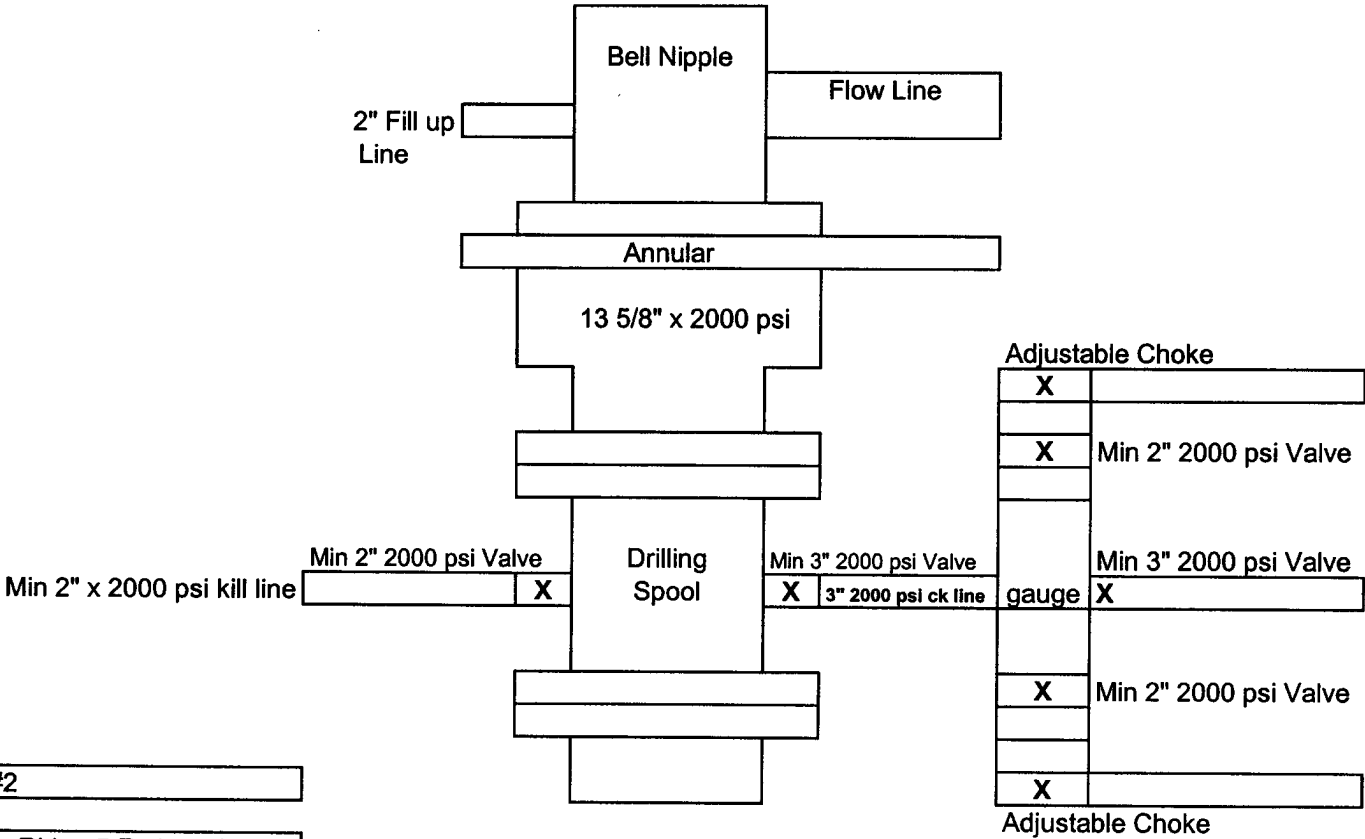 Bell Nipple
Flow Line
2" Fill up
Line
Annular
13 5/8" x 2000 psi
Adjustable Choke
X
X Min 2" 2000 psi Valve
Min 2" 2000 psi Valve
Drilling
Spool
Min 3" 2000 psi Valve
Min 3" 2000 psi Valve
Min 2" x 2000 psi kill line
X
X
3" 2000 psi ck line
gauge
X
X Min 2" 2000 psi Valve
#2
X
Adjustable Choke